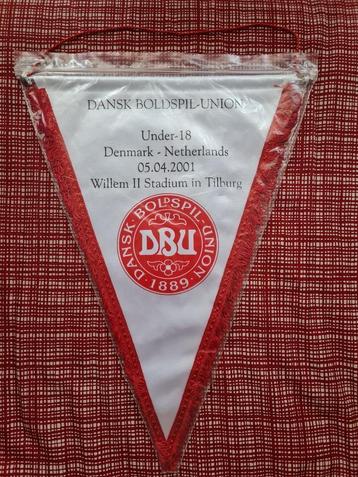 DANSK BOLDSPIL-UNION
Under-18
Denmark - Netherlands
05.04.2001
Willem II Stadium in Tilburg
DANSK·BOLDSPIL-UNION
DBU
·1889·